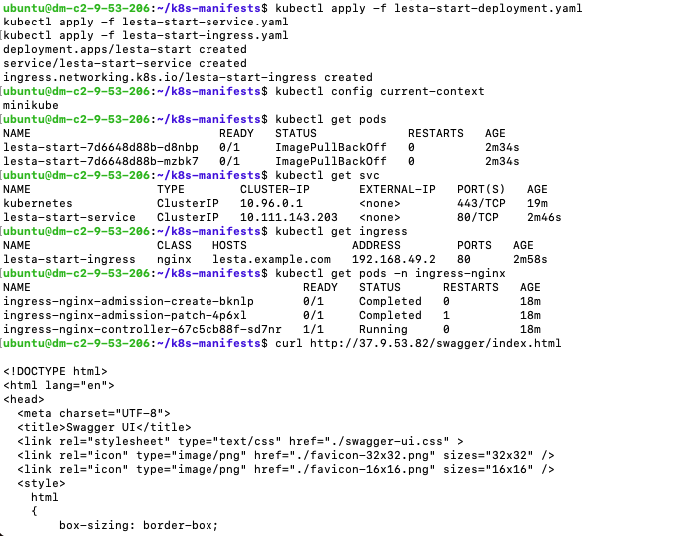 ubuntu@dm-c2-9-53-206:~/k8s-manifests$ kubectl apply -f lesta-start-deployment.yaml
kubectl apply -f lesta-start-service.yaml
kubectl apply -f lesta-start-ingress.yaml
deployment.apps/lesta-start created
service/lesta-start-service created
ingress.networking.k8s.io/lesta-start-ingress created
[ubuntu@dm-c2-9-53-206:~/k8s-manifests$ kubectl config current-context
minikube
[ubuntu@dm-c2-9-53-206:~/k8s-manifests$ kubectl get pods
NAME READY STATUS RESTARTS AGE
lesta-start-7d6648d88b-d8nbp 0/1 ImagePullBackOff 0 2m34s
lesta-start-7d6648d88b-mzbk7 0/1 ImagePullBackOff 0 2m34s
[ubuntu@dm-c2-9-53-206:~/k8s-manifests$ kubectl get svc
NAME TYPE CLUSTER-IP EXTERNAL-IP PORT(S) AGE
kubernetes ClusterIP 10.96.0.1 <none> 443/TCP 19m
lesta-start-service ClusterIP 10.111.143.203 <none> 80/TCP 2m46s
[ubuntu@dm-c2-9-53-206:~/k8s-manifests$ kubectl get ingress
NAME CLASS HOSTS ADDRESS PORTS AGE
lesta-start-ingress nginx lesta.example.com 192.168.49.2 80 2m58s
[ubuntu@dm-c2-9-53-206:~/k8s-manifests$ kubectl get pods -n ingress-nginx
NAME READY STATUS RESTARTS AGE
ingress-nginx-admission-create-bknlp 0/1 Completed 0 18m
ingress-nginx-admission-patch-4p6xl 0/1 Completed 1 18m
ingress-nginx-controller-67c5cb88f-sd7nr 1/1 Running 0 18m
[ubuntu@dm-c2-9-53-206:~/k8s-manifests$ curl http://37.9.53.82/swagger/index.html
<!DOCTYPE html>
<html lang="en">
<head>
<meta charset="UTF-8">
<title>Swagger UI</title>
<link rel="stylesheet" type="text/css" href="./swagger-ui.css" >
<link rel="icon" type="image/png" href="./favicon-32x32.png" sizes="32x32" />
<link rel="icon" type="image/png" href="./favicon-16x16.png" sizes="16x16" />
<style>
html
{
box-sizing: border-box;